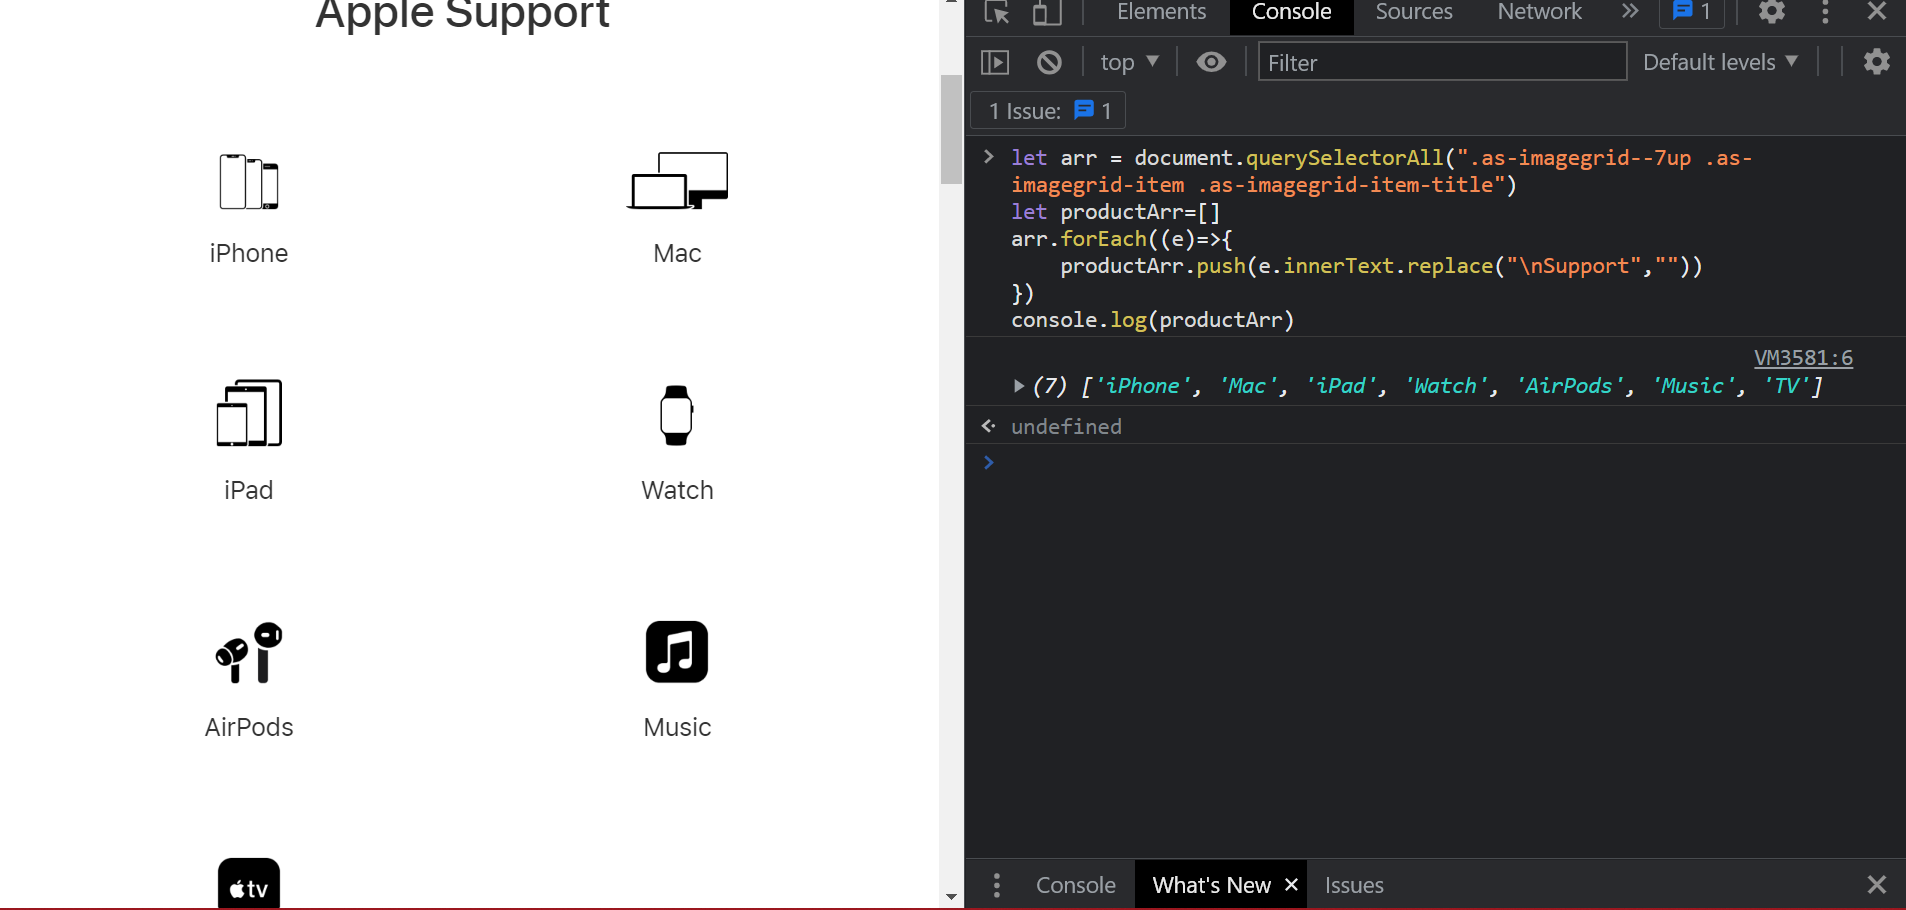 Apple Support
iPhone
Mac
iPad
Watch
AirPods
Music
tv
Elements
Console
Sources
Network
1
top
Filter
Default levels
1 Issue:
1
let arr = document.querySelectorAll(".as-imagegrid--7up .as-
imagegrid-item .as-imagegrid-item-title")
let productArr=[]
arr.forEach((e)=>{
    productArr.push(e.innerText.replace("\nSupport",""))
})
console.log(productArr)
VM3581:6
(7) ['iPhone', 'Mac', 'iPad', 'Watch', 'AirPods', 'Music', 'TV']
undefined
Console
What's New
Issues